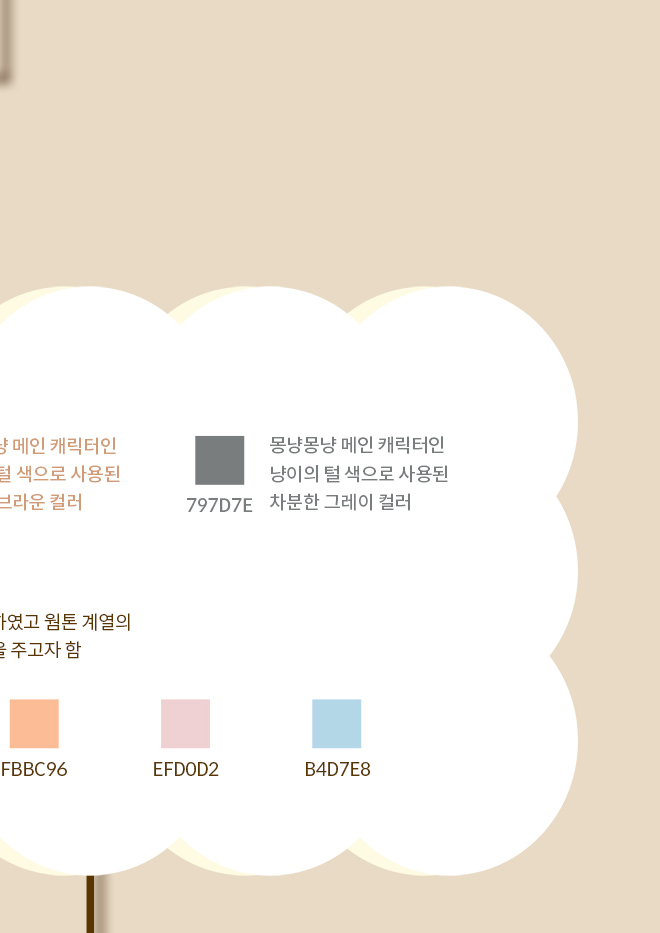 냥 메인 캐릭터인
털 색으로 사용된
브라운 컬러
797D7E
몽냥몽냥 메인 캐릭터인
냥이의 털 색으로 사용된
차분한 그레이 컬러
하였고 웜톤 계열의
을 주고자 함
FBBC96
EFD0D2
B4D7E8